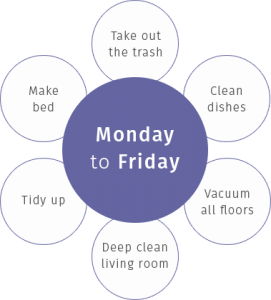 Take out
the trash
Make
bed
Clean
dishes
Monday
to Friday
Tidy up
Vacuum
all floors
Deep clean
living room